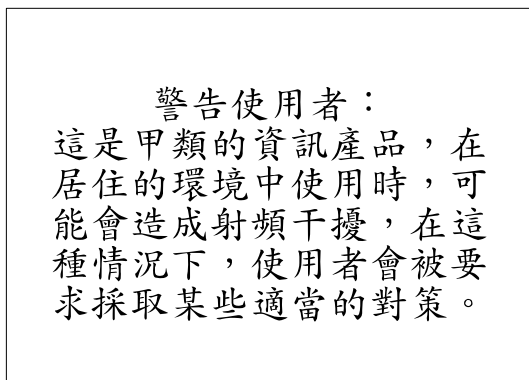 警告使用者：
這是甲類的資訊產品，在
居住的環境中使用時，可
能會造成射頻干擾，在這
種情況下，使用者會被要
求採取某些適當的對策。